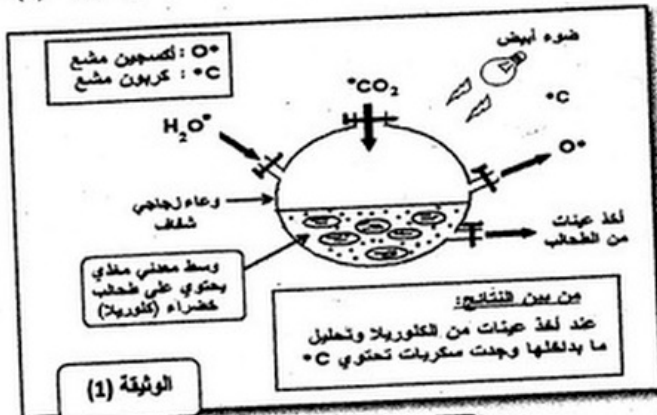 O* : أكسجين مشع
C* : كربون مشع
ضوء أبيض
*CO₂
*C
H₂O*
O*
وعاء زجاجي
شفاف
أخذ عينات
من الطحالب
وسط معدني مغذي
يحتوي على طحالب
خضراء (كلوريلا)
من بين النتائج:
عند أخذ عينات من الكلوريلا وتحليل
ما بداخلها وجدت سكريات تحتوي C*
الوثيقة (1)